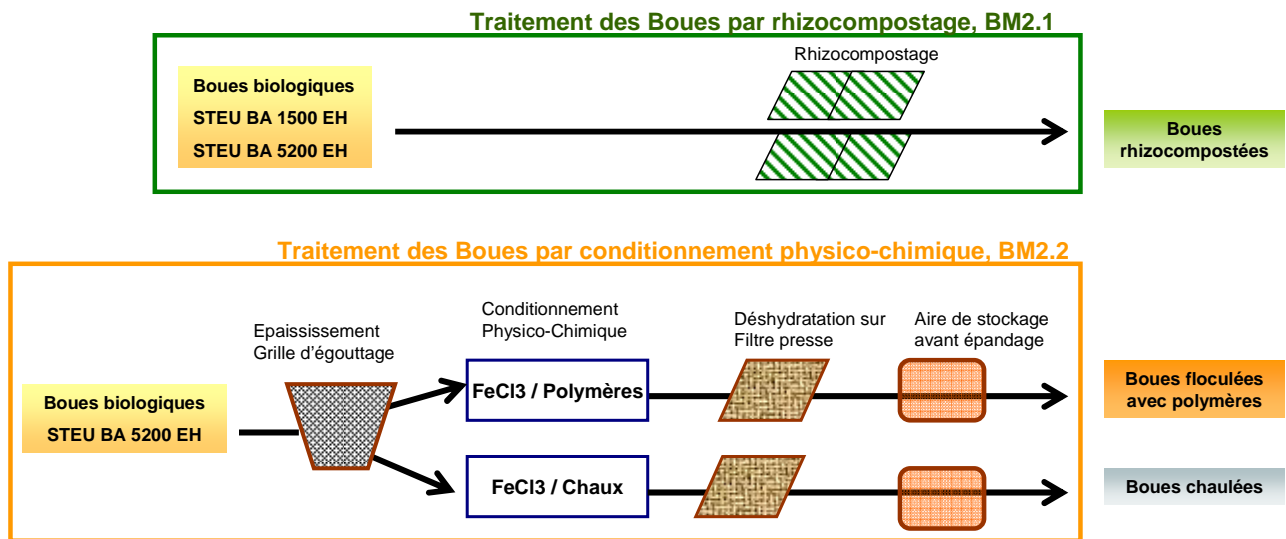 Traitement des Boues par rhizocompostage, BM2.1
Rhizocompostage
Boues biologiques
STEU BA 1500 EH
STEU BA 5200 EH
Boues
rhizocompostées
Traitement des Boues par conditionnement physico-chimique, BM2.2
Epaississement
Grille d'égouttage
Conditionnement
Physico-Chimique
Déshydratation sur
Filtre presse
Aire de stockage
avant épandage
Boues biologiques
STEU BA 5200 EH
FeCl3 / Polymères
Boues floculées
avec polymères
FeCl3 / Chaux
Boues chaulées